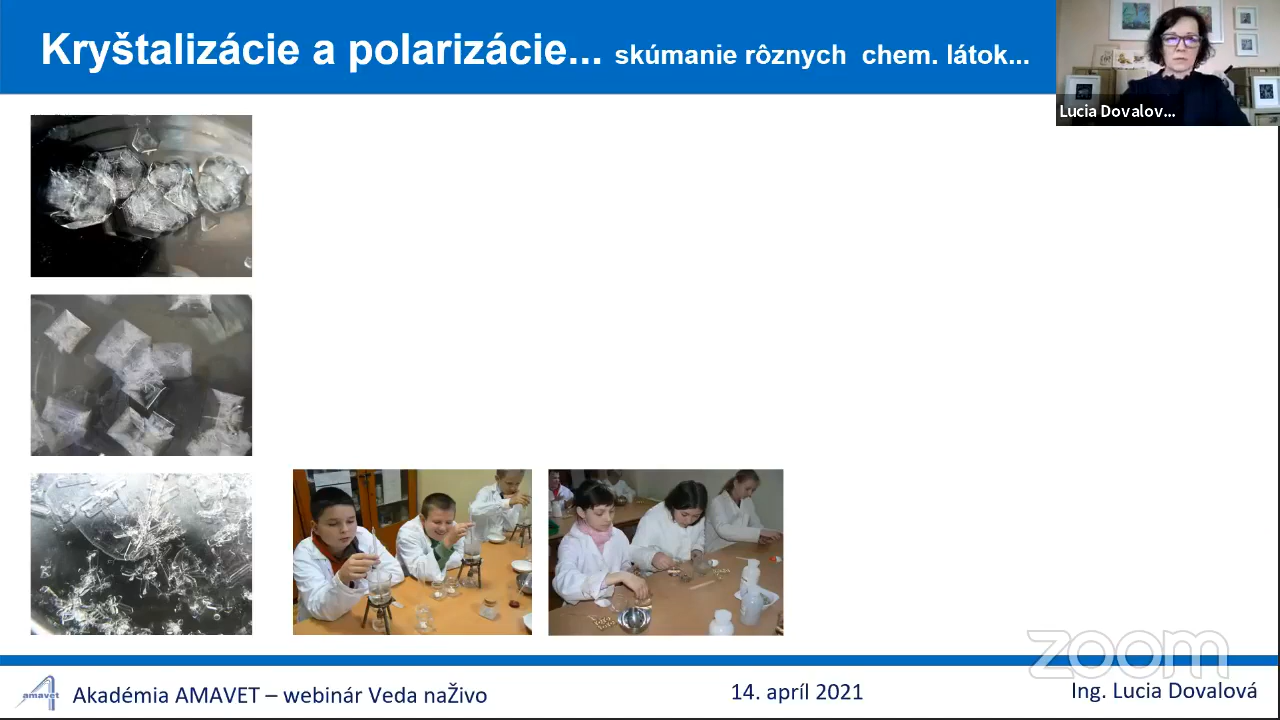 Kryštalizácie a polarizácie... skúmanie rôznych chem. látok...
Lucia Dovalov...
zoom
amavet
Akadémia AMAVET – webinár Veda naŽivo
14. apríl 2021
Ing. Lucia Dovalová